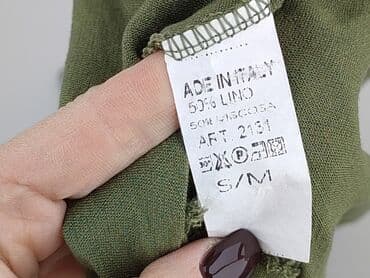 ADE IN ITALY
50% LINO
50% VISCOSA
ART. 2151
P
S/M